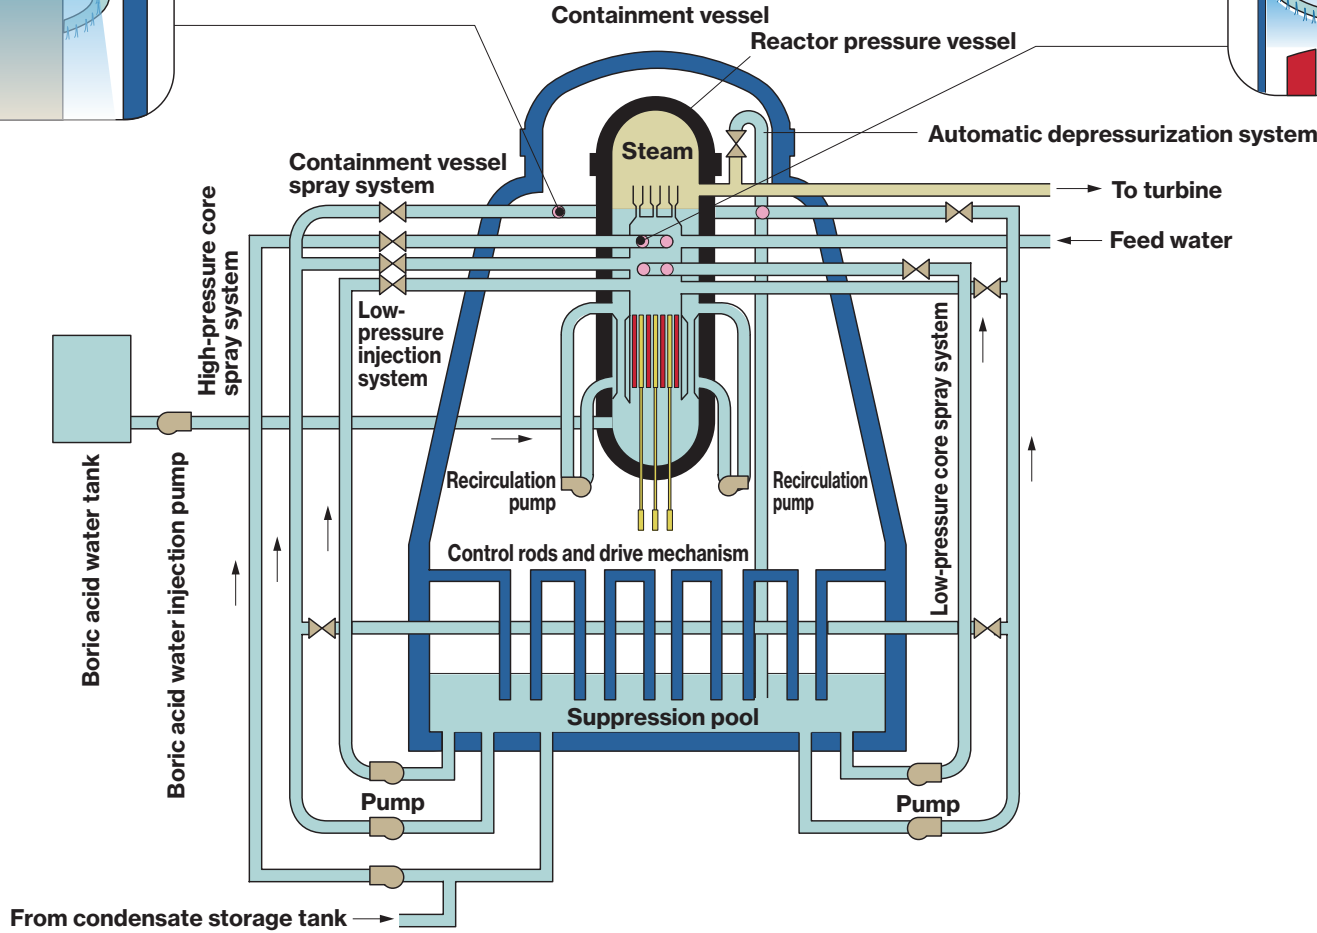 Containment vessel
Reactor pressure vessel
Automatic depressurization system
Steam
Containment vessel
spray system
To turbine
Feed water
High-pressure core
spray system
Low-
pressure
injection
system
Low-pressure core spray system
Boric acid water tank
Boric acid water injection pump
Recirculation
pump
Recirculation
pump
Control rods and drive mechanism
Suppression pool
Pump
Pump
From condensate storage tank